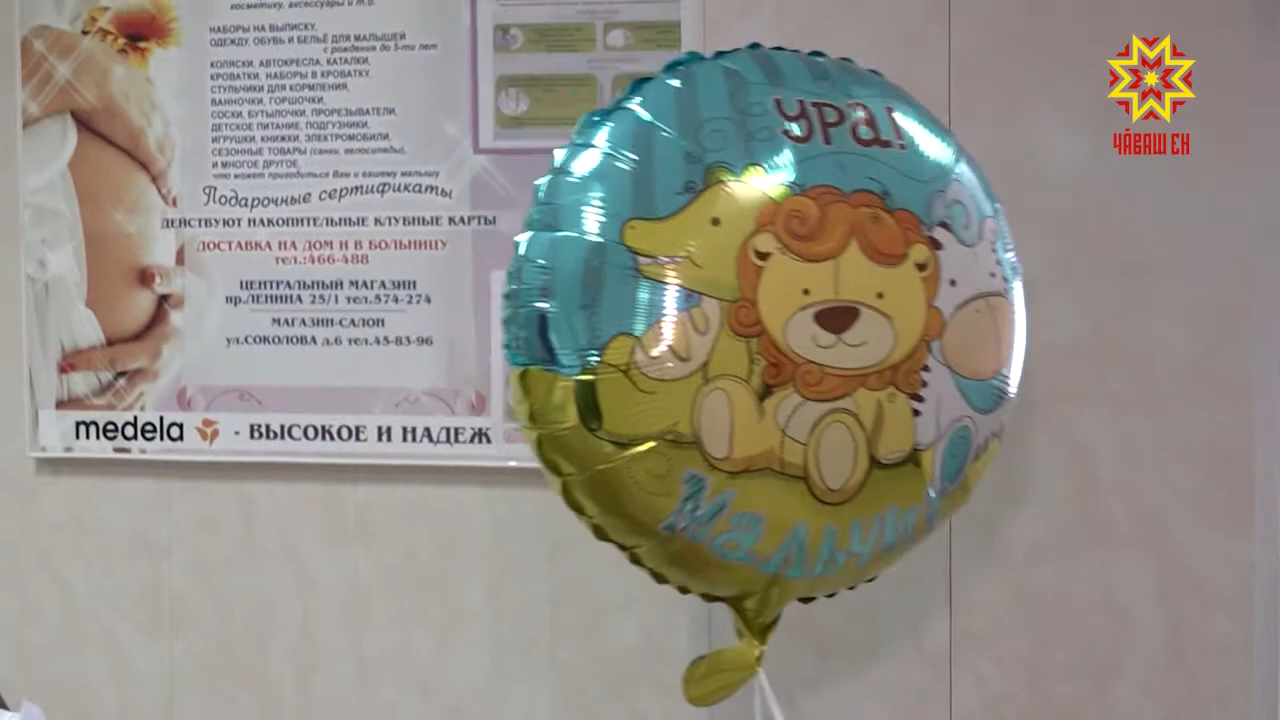 косметику, аксессуары и т.д.
НАБОРЫ НА ВЫПИСКУ,
ОДЕЖДУ, ОБУВЬ И БЕЛЬЁ ДЛЯ МАЛЫШЕЙ
с рождения до 5-ти лет
КОЛЯСКИ, АВТОКРЕСЛА, КАТАЛКИ,
КРОВАТКИ, НАБОРЫ В КРОВАТКУ,
СТУЛЬЧИКИ ДЛЯ КОРМЛЕНИЯ,
ВАННОЧКИ, ГОРШОЧКИ,
СОСКИ, БУТЫЛОЧКИ, ПРОРЕЗЫВАТЕЛИ,
ДЕТСКОЕ ПИТАНИЕ, ПОДГУЗНИКИ,
ИГРУШКИ, КНИЖКИ, ЭЛЕКТРОМОБИЛИ,
СЕЗОННЫЕ ТОВАРЫ (санки, велосипеды),
И МНОГОЕ ДРУГОЕ,
что может пригодиться Вам и вашему малышу
Подарочные сертификаты
ДЕЙСТВУЮТ НАКОПИТЕЛЬНЫЕ КЛУБНЫЕ КАРТЫ
ДОСТАВКА НА ДОМ И В БОЛЬНИЦУ
тел.:466-488
ЦЕНТРАЛЬНЫЙ МАГАЗИН
пр.ЛЕНИНА 25/1 тел.574-274
МАГАЗИН-САЛОН
ул.СОКОЛОВА д.6 тел.45-83-96
medela - ВЫСОКОЕ И НАДЕЖ
УРа!
Мальчик
ЧӐВАШ ЕН